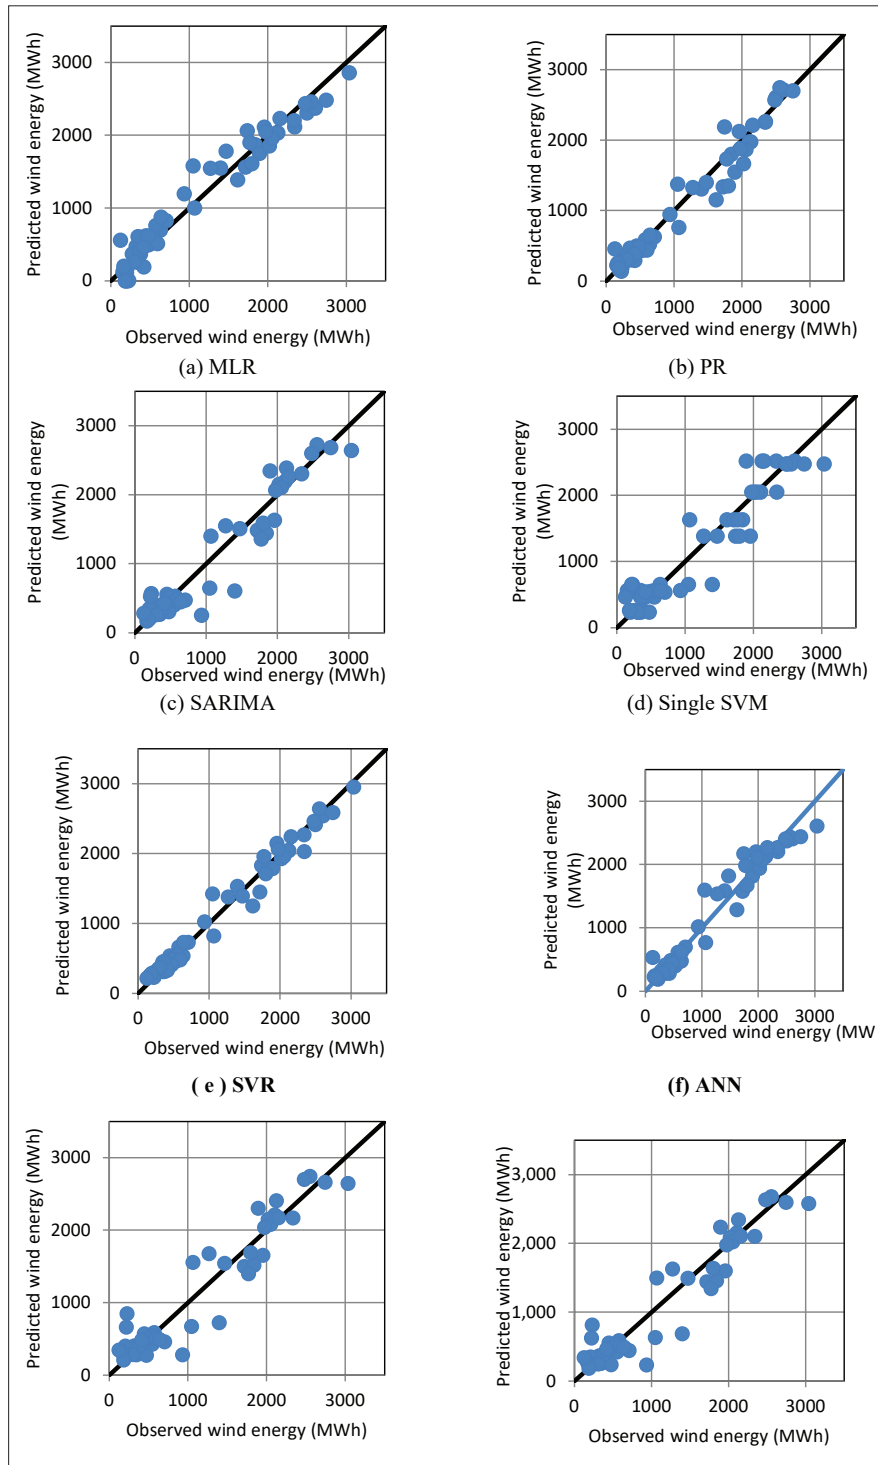 Predicted wind energy (MWh)
3000
2000
1000
0
0 1000 2000 3000
Observed wind energy (MWh)
(a) MLR
Predicted wind energy (MWh)
3000
2000
1000
0
0 1000 2000 3000
Observed wind energy (MWh)
(b) PR
Predicted wind energy
(MWh)
3000
2000
1000
0
0 1000 2000 3000
Observed wind energy (MWh)
(c) SARIMA
Predicted wind energy
(MWh)
3000
2000
1000
0
0 1000 2000 3000
Observed wind energy (MWh)
(d) Single SVM
Predicted wind energy (MWh)
3000
2000
1000
0
0 1000 2000 3000
Observed wind energy (MWh)
( e ) SVR
Predicted wind energy
(MWh)
3000
2000
1000
0
0 1000 2000 3000
Observed wind energy (MW
(f) ANN
Predicted wind energy (MWh)
3000
2000
1000
0
0 1000 2000 3000
Observed wind energy (MWh)
Predicted wind energy (MWh)
3,000
2,000
1,000
0
0 1000 2000 3000
Observed wind energy (MWh)